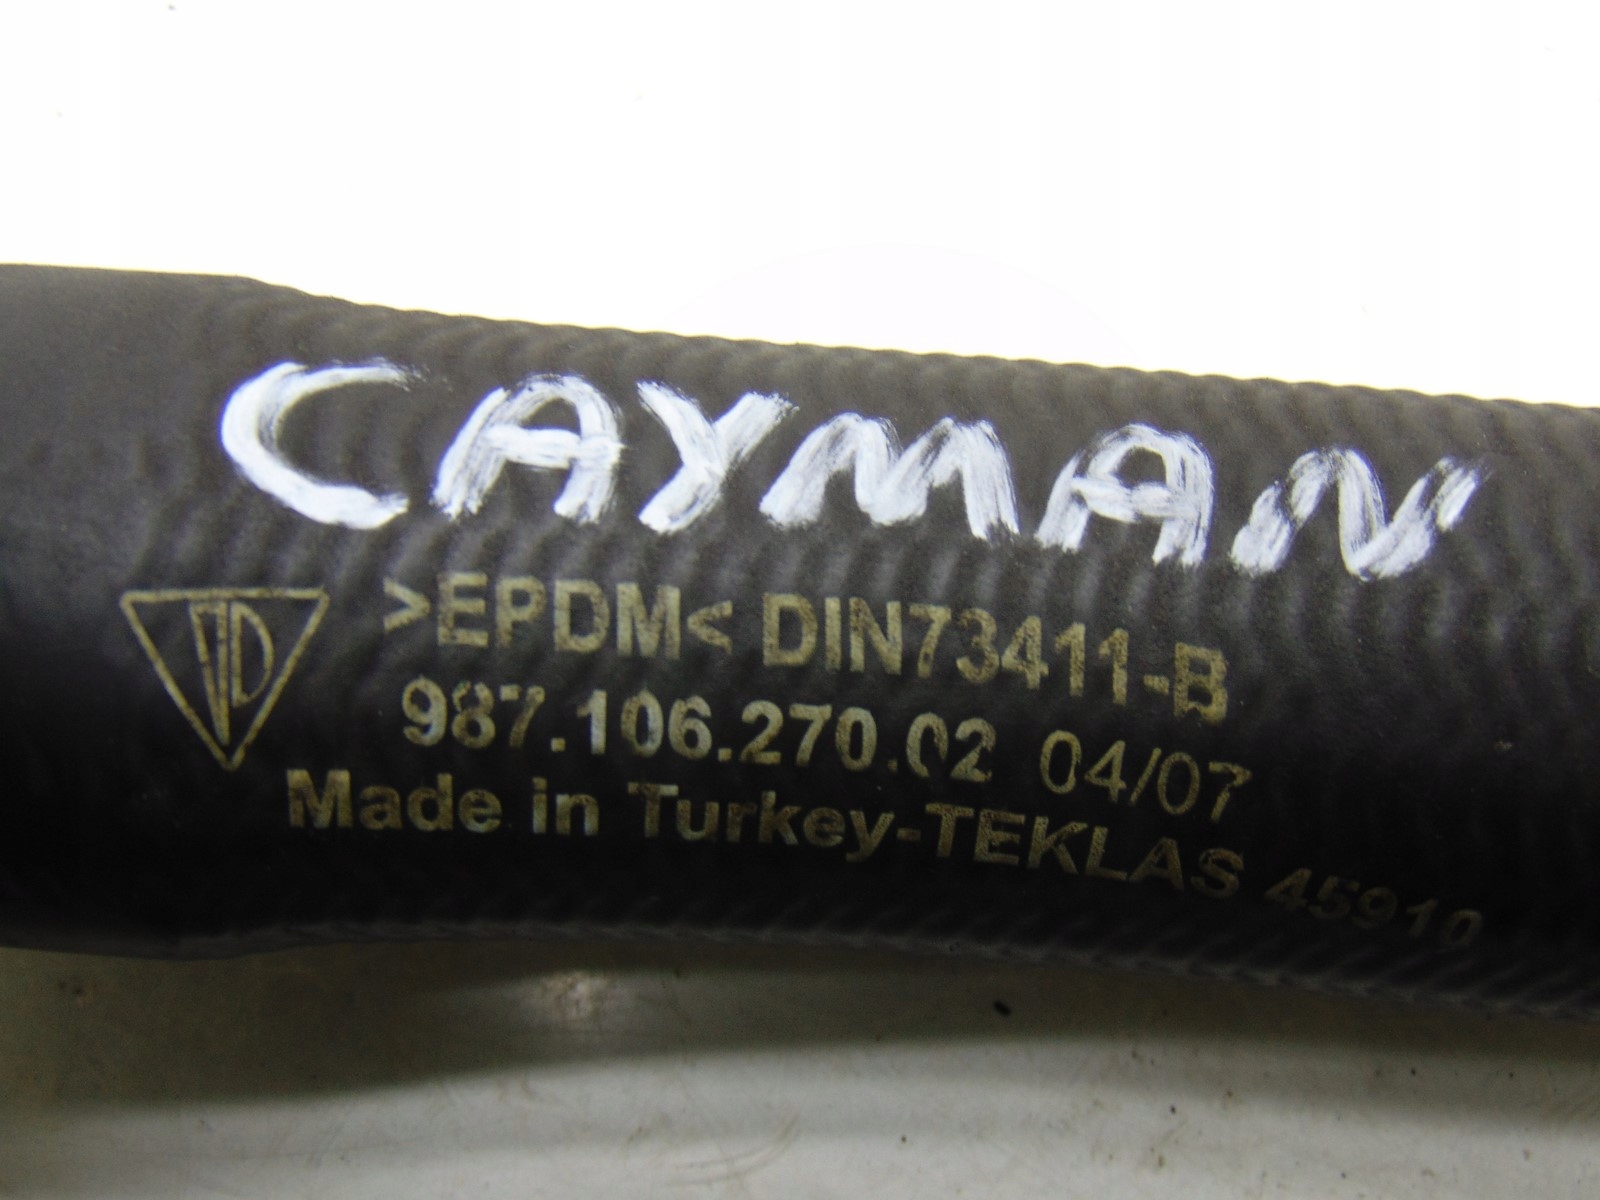 CAYMAN
>EPDM< DIN73411-B
987.106.270.02 04/07
Made in Turkey-TEKLAS 45910